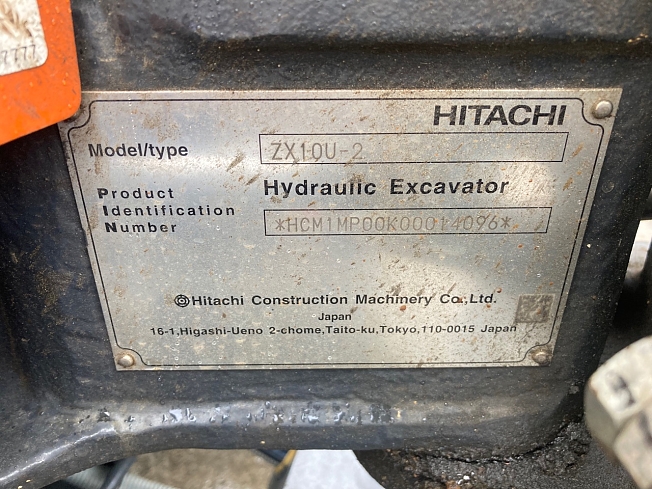 HITACHI
Model/type ZX10U-2
Product Identification Number
Hydraulic Excavator
*HCM1MP00K00014096*
Hitachi Construction Machinery Co.,Ltd.
Japan
16-1,Higashi-Ueno 2-chome,Taito-ku,Tokyo,110-0015 Japan